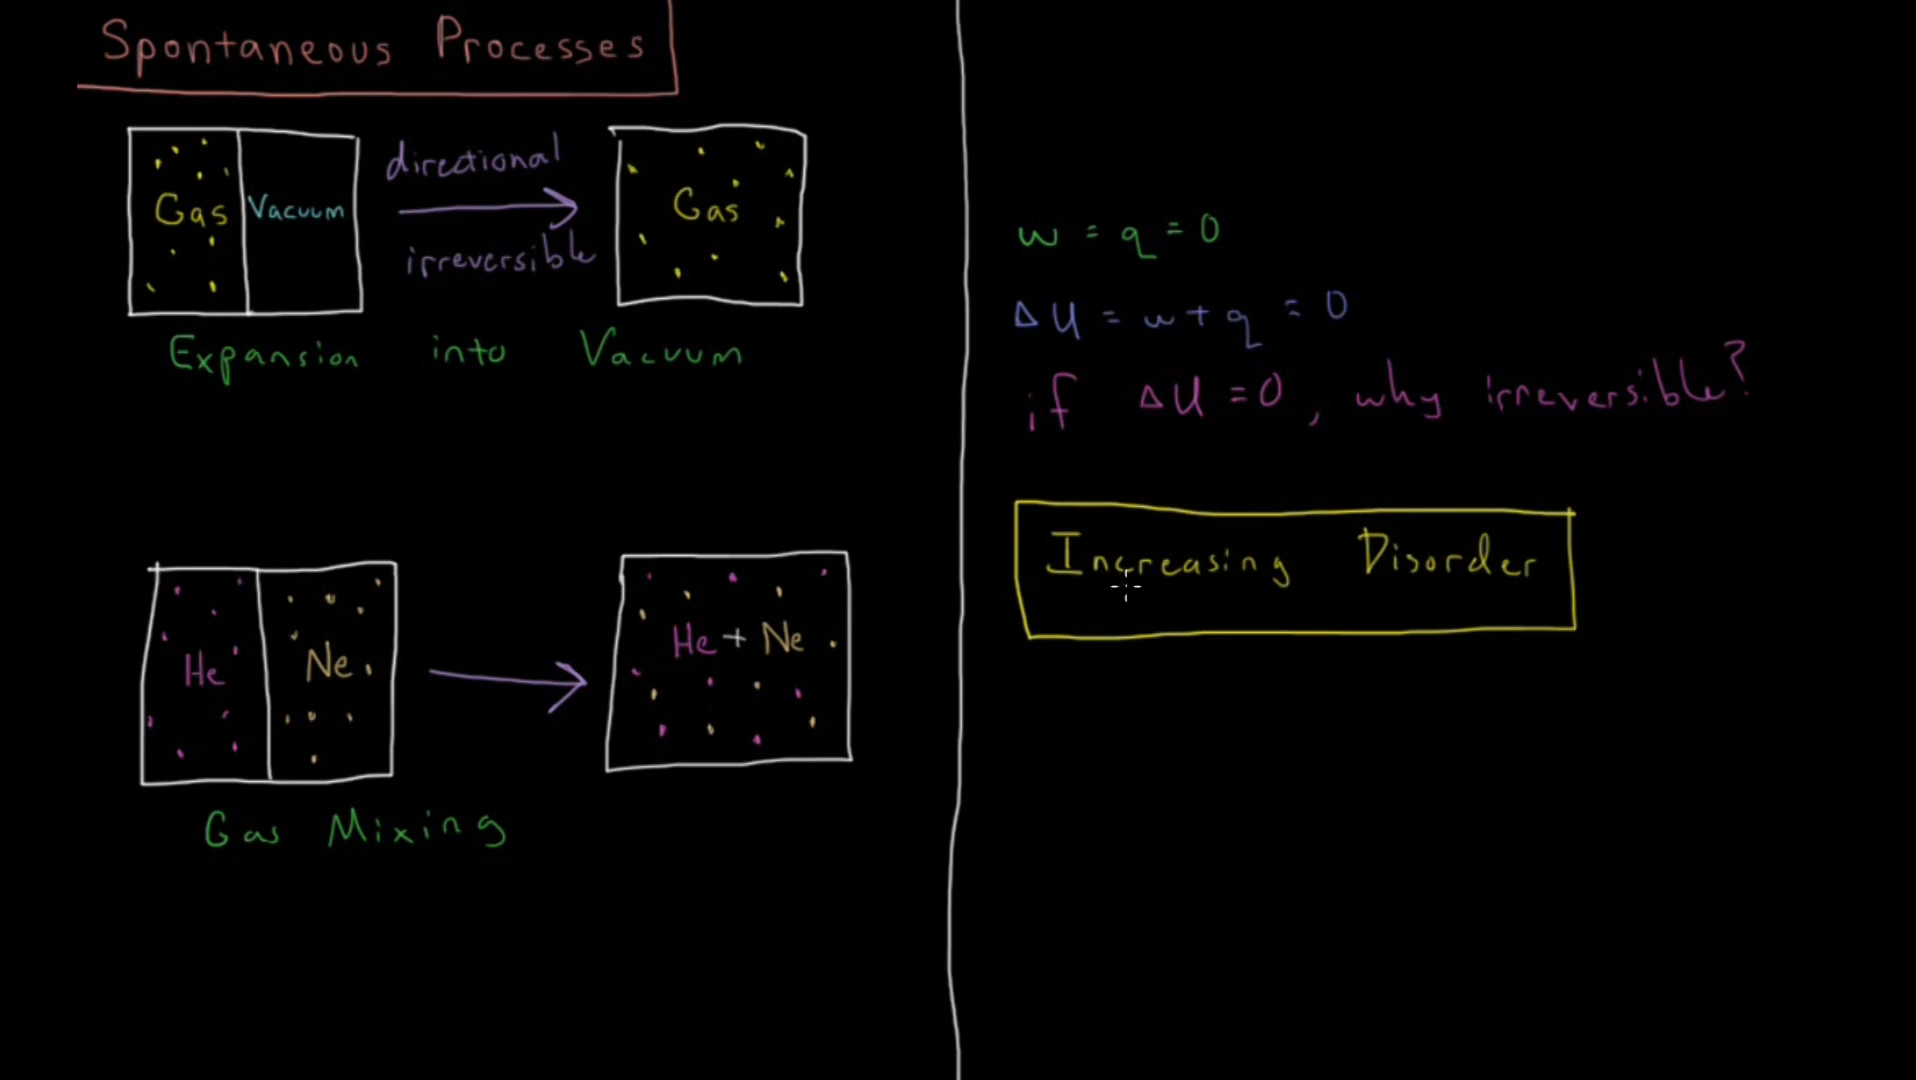 Spontaneous Processes
Gas
Vacuum
directional
irreversible
Gas
Expansion into Vacuum
He
Ne
He + Ne
Gas Mixing
w = q = 0
ΔU = w + q = 0
if ΔU = 0, why irreversible?
Increasing Disorder